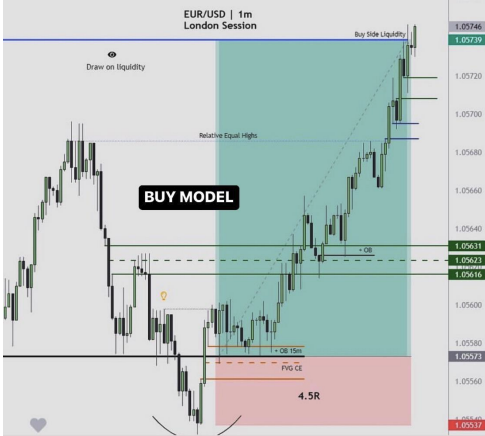 EUR/USD | 1m
London Session
1.05746
Buy Side Liquidity
1.05739
Draw on liquidity
1.05720
1.05700
Relative Equal Highs
1.05680
BUY MODEL
1.05660
1.05640
1.05631
+ OB
1.05623
1.05616
1.05600
1.05580
+ OB 15m
1.05573
FVG CE
1.05560
4.5R
1.05537